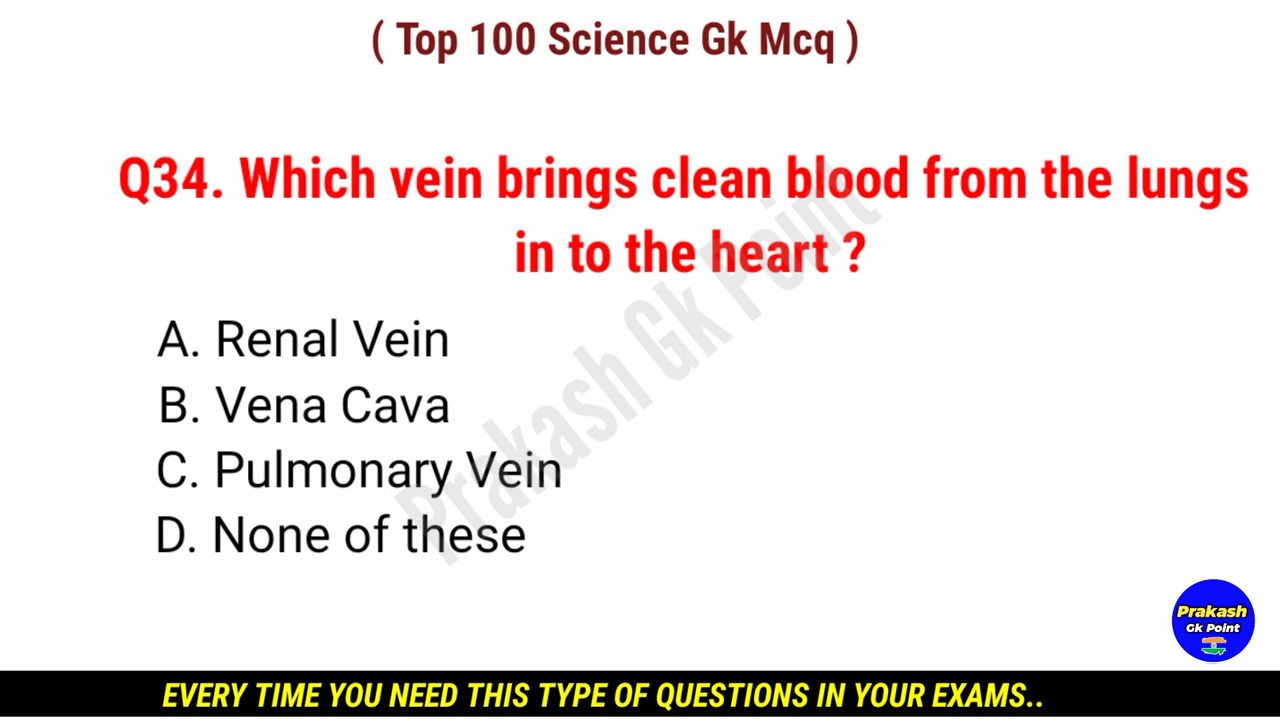 ( Top 100 Science Gk Mcq )
Q34. Which vein brings clean blood from the lungs
in to the heart ?
A. Renal Vein
B. Vena Cava
C. Pulmonary Vein
D. None of these
Prakash Gk Point
Prakash
Gk Point
EVERY TIME YOU NEED THIS TYPE OF QUESTIONS IN YOUR EXAMS..